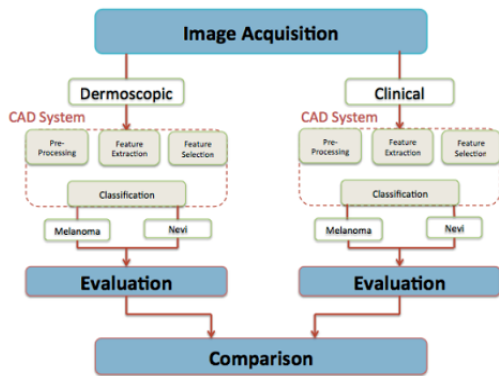 Image Acquisition
Dermoscopic
Clinical
CAD System
CAD System
Pre-
Processing
Feature
Extraction
Feature
Selection
Pre-
Processing
Feature
Extraction
Feature
Selection
Classification
Classification
Melanoma
Nevi
Melanoma
Nevi
Evaluation
Evaluation
Comparison